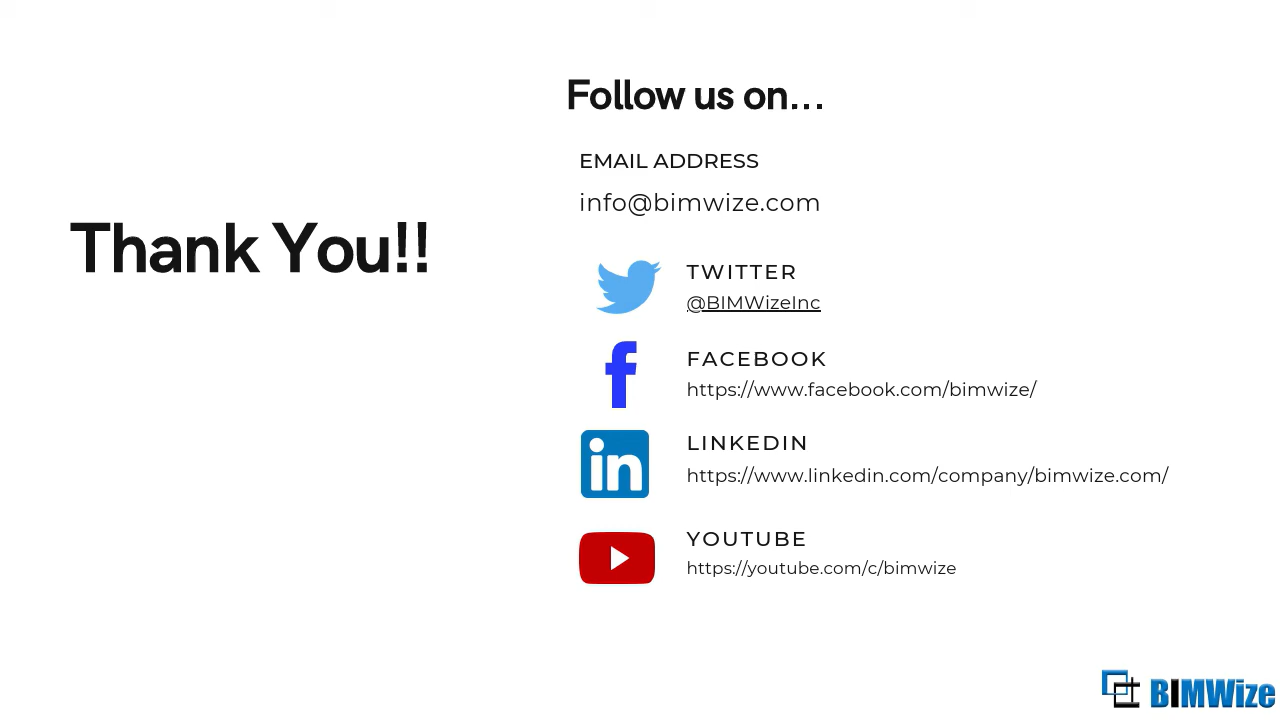 Thank You!!
Follow us on...
EMAIL ADDRESS
info@bimwize.com
TWITTER
@BIMWizeInc
FACEBOOK
https://www.facebook.com/bimwize/
LINKEDIN
https://www.linkedin.com/company/bimwize.com/
YOUTUBE
https://youtube.com/c/bimwize
BIMWize